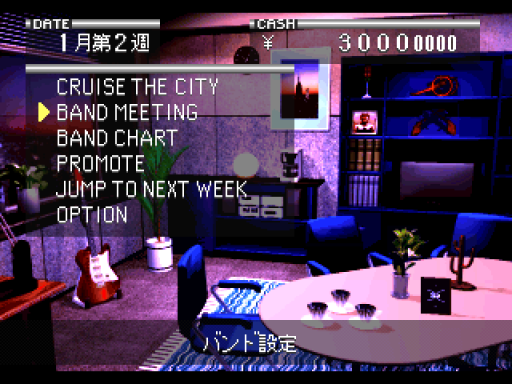 DATE
CASH
1月第2週
¥ 30000000
CRUISE THE CITY
BAND MEETING
BAND CHART
PROMOTE
JUMP TO NEXT WEEK
OPTION
バンド設定